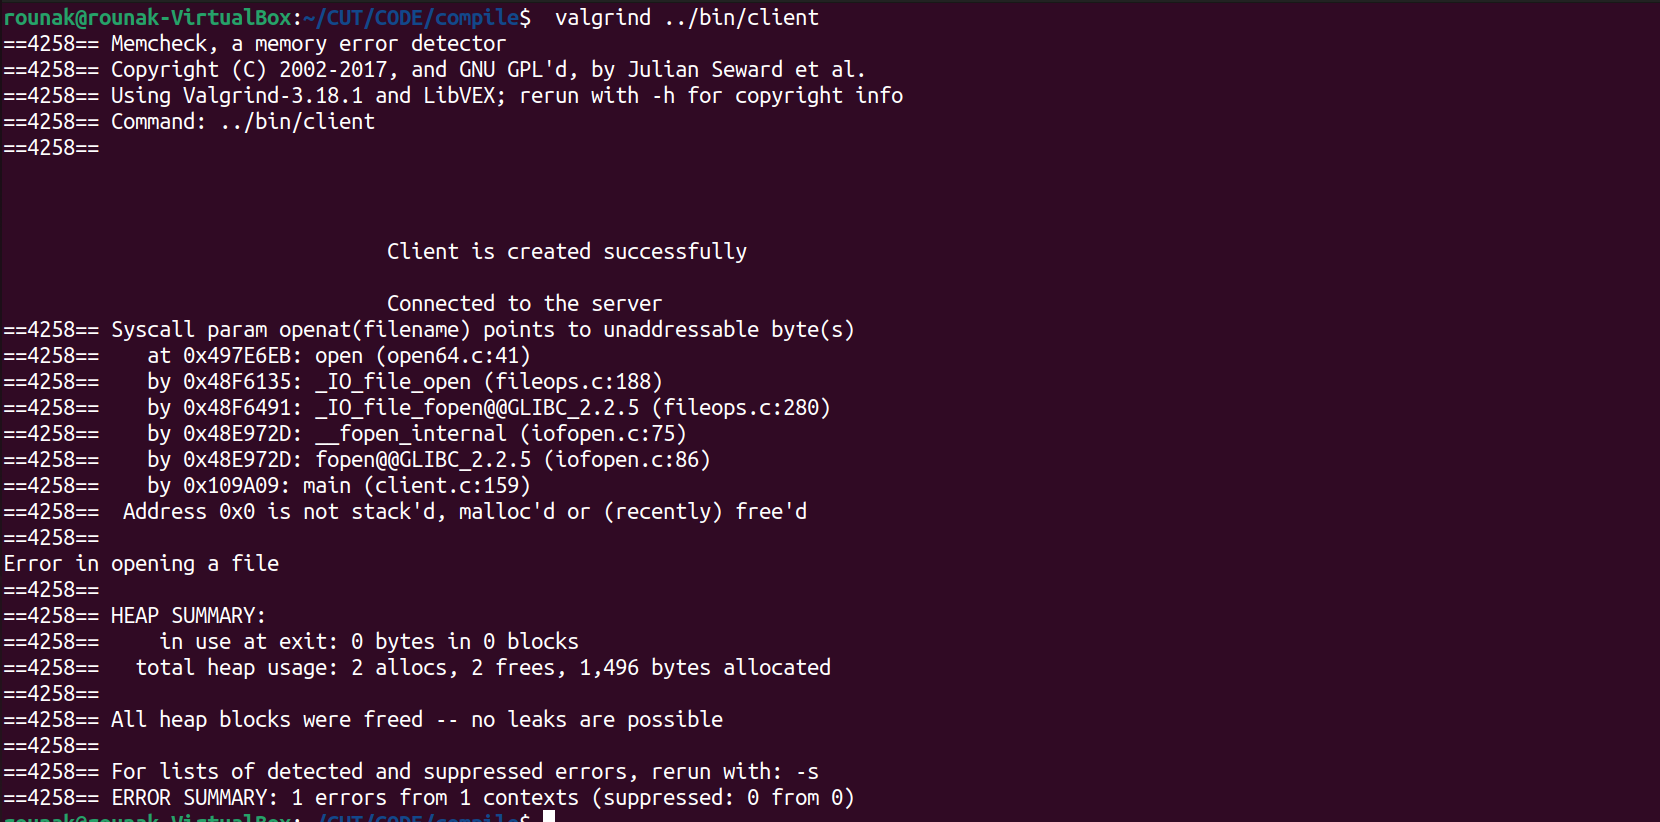 rounak@rounak-VirtualBox:~/CUT/CODE/compile$  valgrind ../bin/client
==4258== Memcheck, a memory error detector
==4258== Copyright (C) 2002-2017, and GNU GPL'd, by Julian Seward et al.
==4258== Using Valgrind-3.18.1 and LibVEX; rerun with -h for copyright info
==4258== Command: ../bin/client
==4258==
Client is created successfully
Connected to the server
==4258== Syscall param openat(filename) points to unaddressable byte(s)
==4258==    at 0x497E6EB: open (open64.c:41)
==4258==    by 0x48F6135: _IO_file_open (fileops.c:188)
==4258==    by 0x48F6491: _IO_file_fopen@@GLIBC_2.2.5 (fileops.c:280)
==4258==    by 0x48E972D: __fopen_internal (iofopen.c:75)
==4258==    by 0x48E972D: fopen@@GLIBC_2.2.5 (iofopen.c:86)
==4258==    by 0x109A09: main (client.c:159)
==4258==  Address 0x0 is not stack'd, malloc'd or (recently) free'd
==4258==
Error in opening a file
==4258==
==4258== HEAP SUMMARY:
==4258==     in use at exit: 0 bytes in 0 blocks
==4258==   total heap usage: 2 allocs, 2 frees, 1,496 bytes allocated
==4258==
==4258== All heap blocks were freed -- no leaks are possible
==4258==
==4258== For lists of detected and suppressed errors, rerun with: -s
==4258== ERROR SUMMARY: 1 errors from 1 contexts (suppressed: 0 from 0)
rounak@rounak-VirtualBox:~/CUT/CODE/compile$